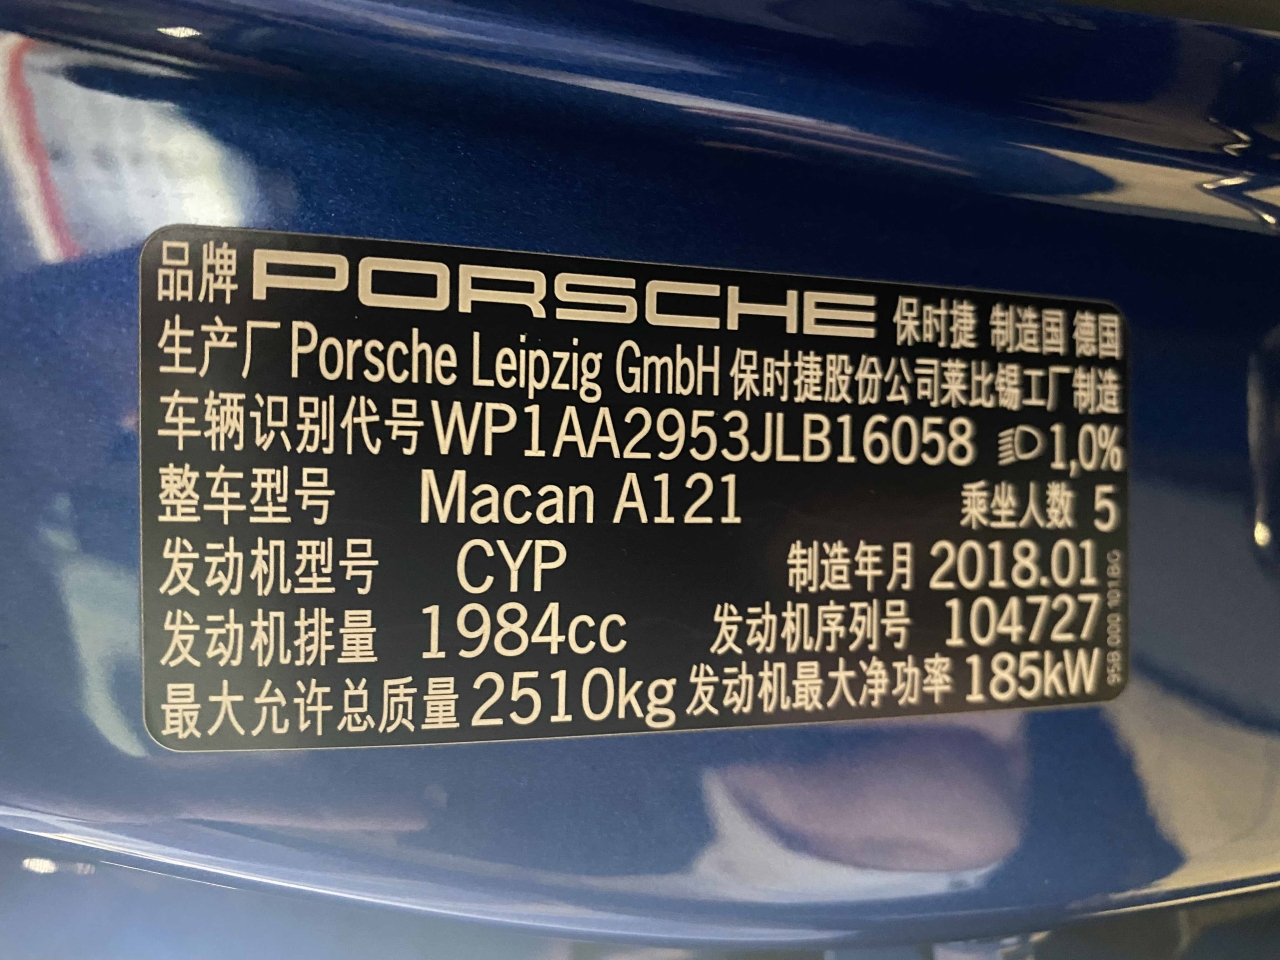 品牌 PORSCHE 保时捷 制造国 德国
生产厂 Porsche Leipzig GmbH 保时捷股份公司莱比锡工厂制造
车辆识别代号 WP1AA2953JLB16058 1,0%
整车型号 Macan A121 乘坐人数 5
发动机型号 CYP 制造年月 2018.01
发动机排量 1984cc 发动机序列号 104727
最大允许总质量 2510kg 发动机最大净功率 185kW
95B.000.101.BG